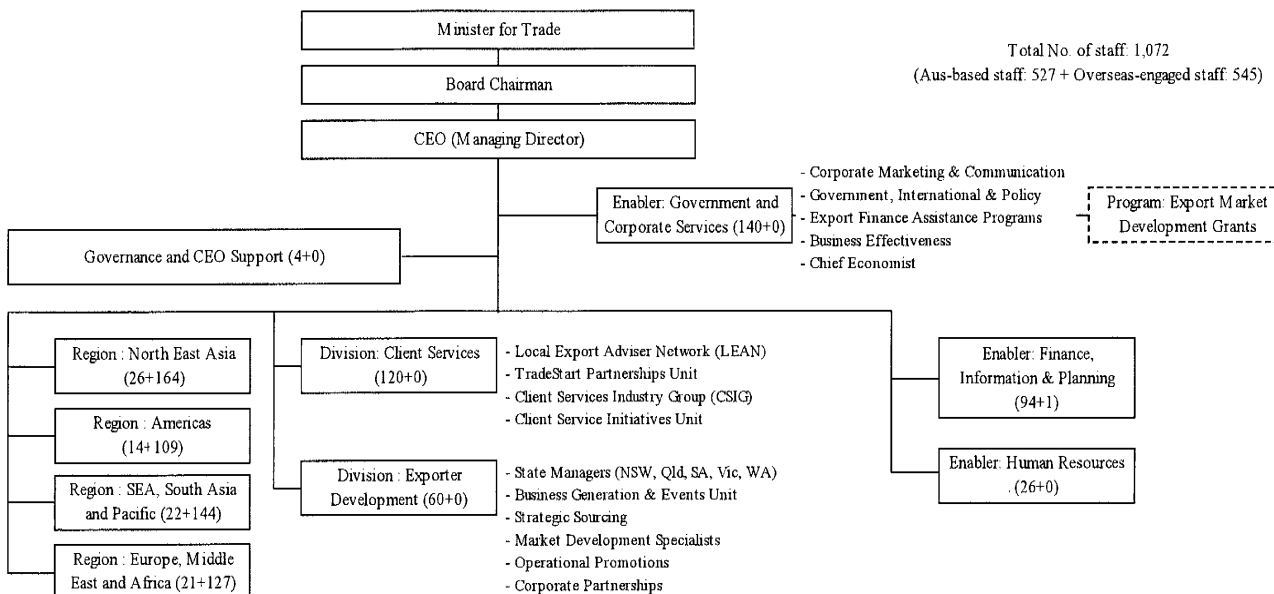 Minister for Trade
Total No. of staff: 1,072
(Aus-based staff: 527 + Overseas-engaged staff: 545)
Board Chairman
CEO (Managing Director)
Enabler: Government and
Corporate Services (140+0)
- Corporate Marketing & Communication
- Government, International & Policy
- Export Finance Assistance Programs
- Business Effectiveness
- Chief Economist
Program: Export Market
Development Grants
Governance and CEO Support (4+0)
Region : North East Asia
(26+164)
Region : Americas
(14+109)
Region : SEA, South Asia
and Pacific (22+144)
Region : Europe, Middle
East and Africa (21+127)
Division: Client Services
(120+0)
- Local Export Adviser Network (LEAN)
- TradeStart Partnerships Unit
- Client Services Industry Group (CSIG)
- Client Service Initiatives Unit
Division : Exporter
Development (60+0)
- State Managers (NSW, Qld, SA, Vic, WA)
- Business Generation & Events Unit
- Strategic Sourcing
- Market Development Specialists
- Operational Promotions
- Corporate Partnerships
Enabler: Finance,
Information & Planning
(94+1)
Enabler: Human Resources
. (26+0)